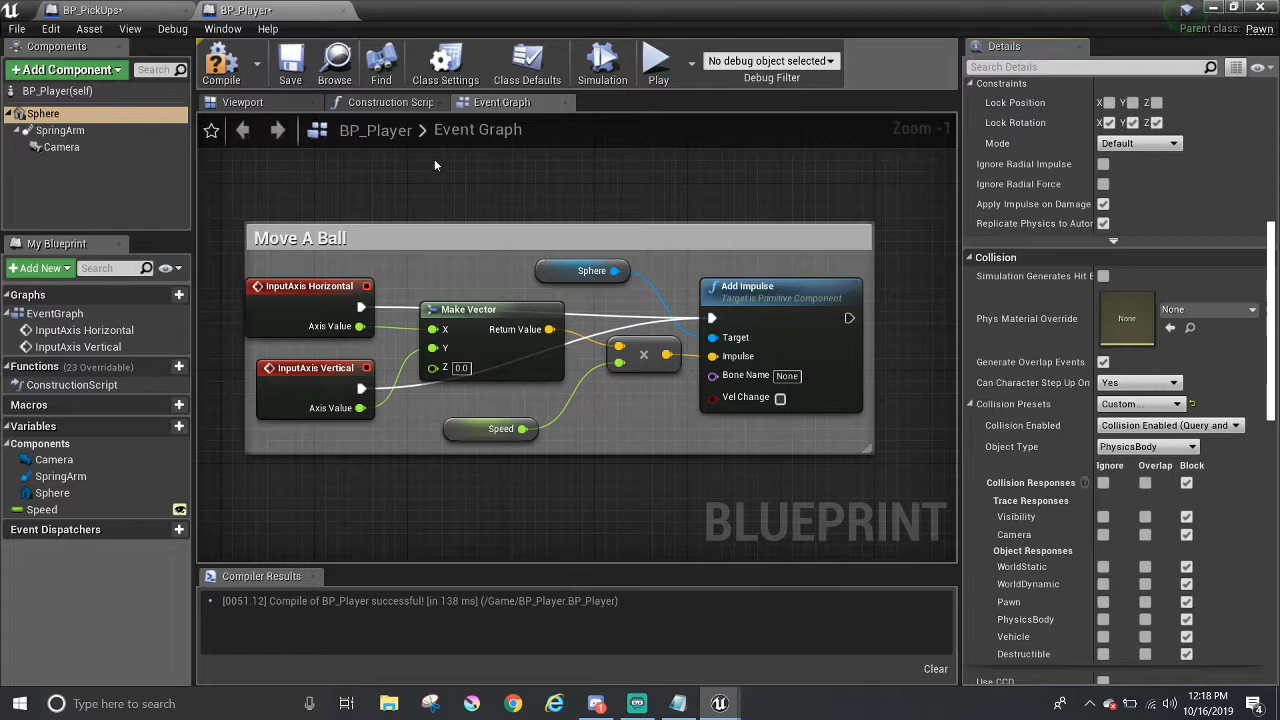 BP_PickUps*
BP_Player*
File Edit Asset View Debug Window Help
Parent class: Pawn
Components
+ Add Component
Search
BP_Player(self)
Sphere
SpringArm
Camera
Compile
Save
Browse
Find
Class Settings
Class Defaults
Simulation
Play
No debug object selected
Debug Filter
Viewport
Construction Scrip
Event Graph
BP_Player > Event Graph
Zoom -1
My Blueprint
+ Add New
Search
Graphs
EventGraph
InputAxis Horizontal
InputAxis Vertical
Functions (23 Overridable)
ConstructionScript
Macros
Variables
Components
Camera
SpringArm
Sphere
Speed
Event Dispatchers
Move A Ball
InputAxis Horizontal
Axis Value
InputAxis Vertical
Axis Value
Make Vector
X
Return Value
Y
Z 0.0
Sphere
Speed
Add Impulse
Target is Primitive Component
Target
Impulse
Bone Name None
Vel Change
BLUEPRINT
Compiler Results
[0051.12] Compile of BP_Player successful! [in 138 ms] (/Game/BP_Player.BP_Player)
Clear
Details
Search Details
Constraints
Lock Position X Y Z
Lock Rotation X Y Z
Mode Default
Ignore Radial Impulse
Ignore Radial Force
Apply Impulse on Damage
Replicate Physics to Autor
Collision
Simulation Generates Hit E
Phys Material Override None None
Generate Overlap Events
Can Character Step Up On Yes
Collision Presets Custom...
Collision Enabled Collision Enabled (Query and
Object Type PhysicsBody
Ignore Overlap Block
Collision Responses
Trace Responses
Visibility
Camera
Object Responses
WorldStatic
WorldDynamic
Pawn
PhysicsBody
Vehicle
Destructible
Use CCD
Type here to search
12:18 PM
10/16/2019
4